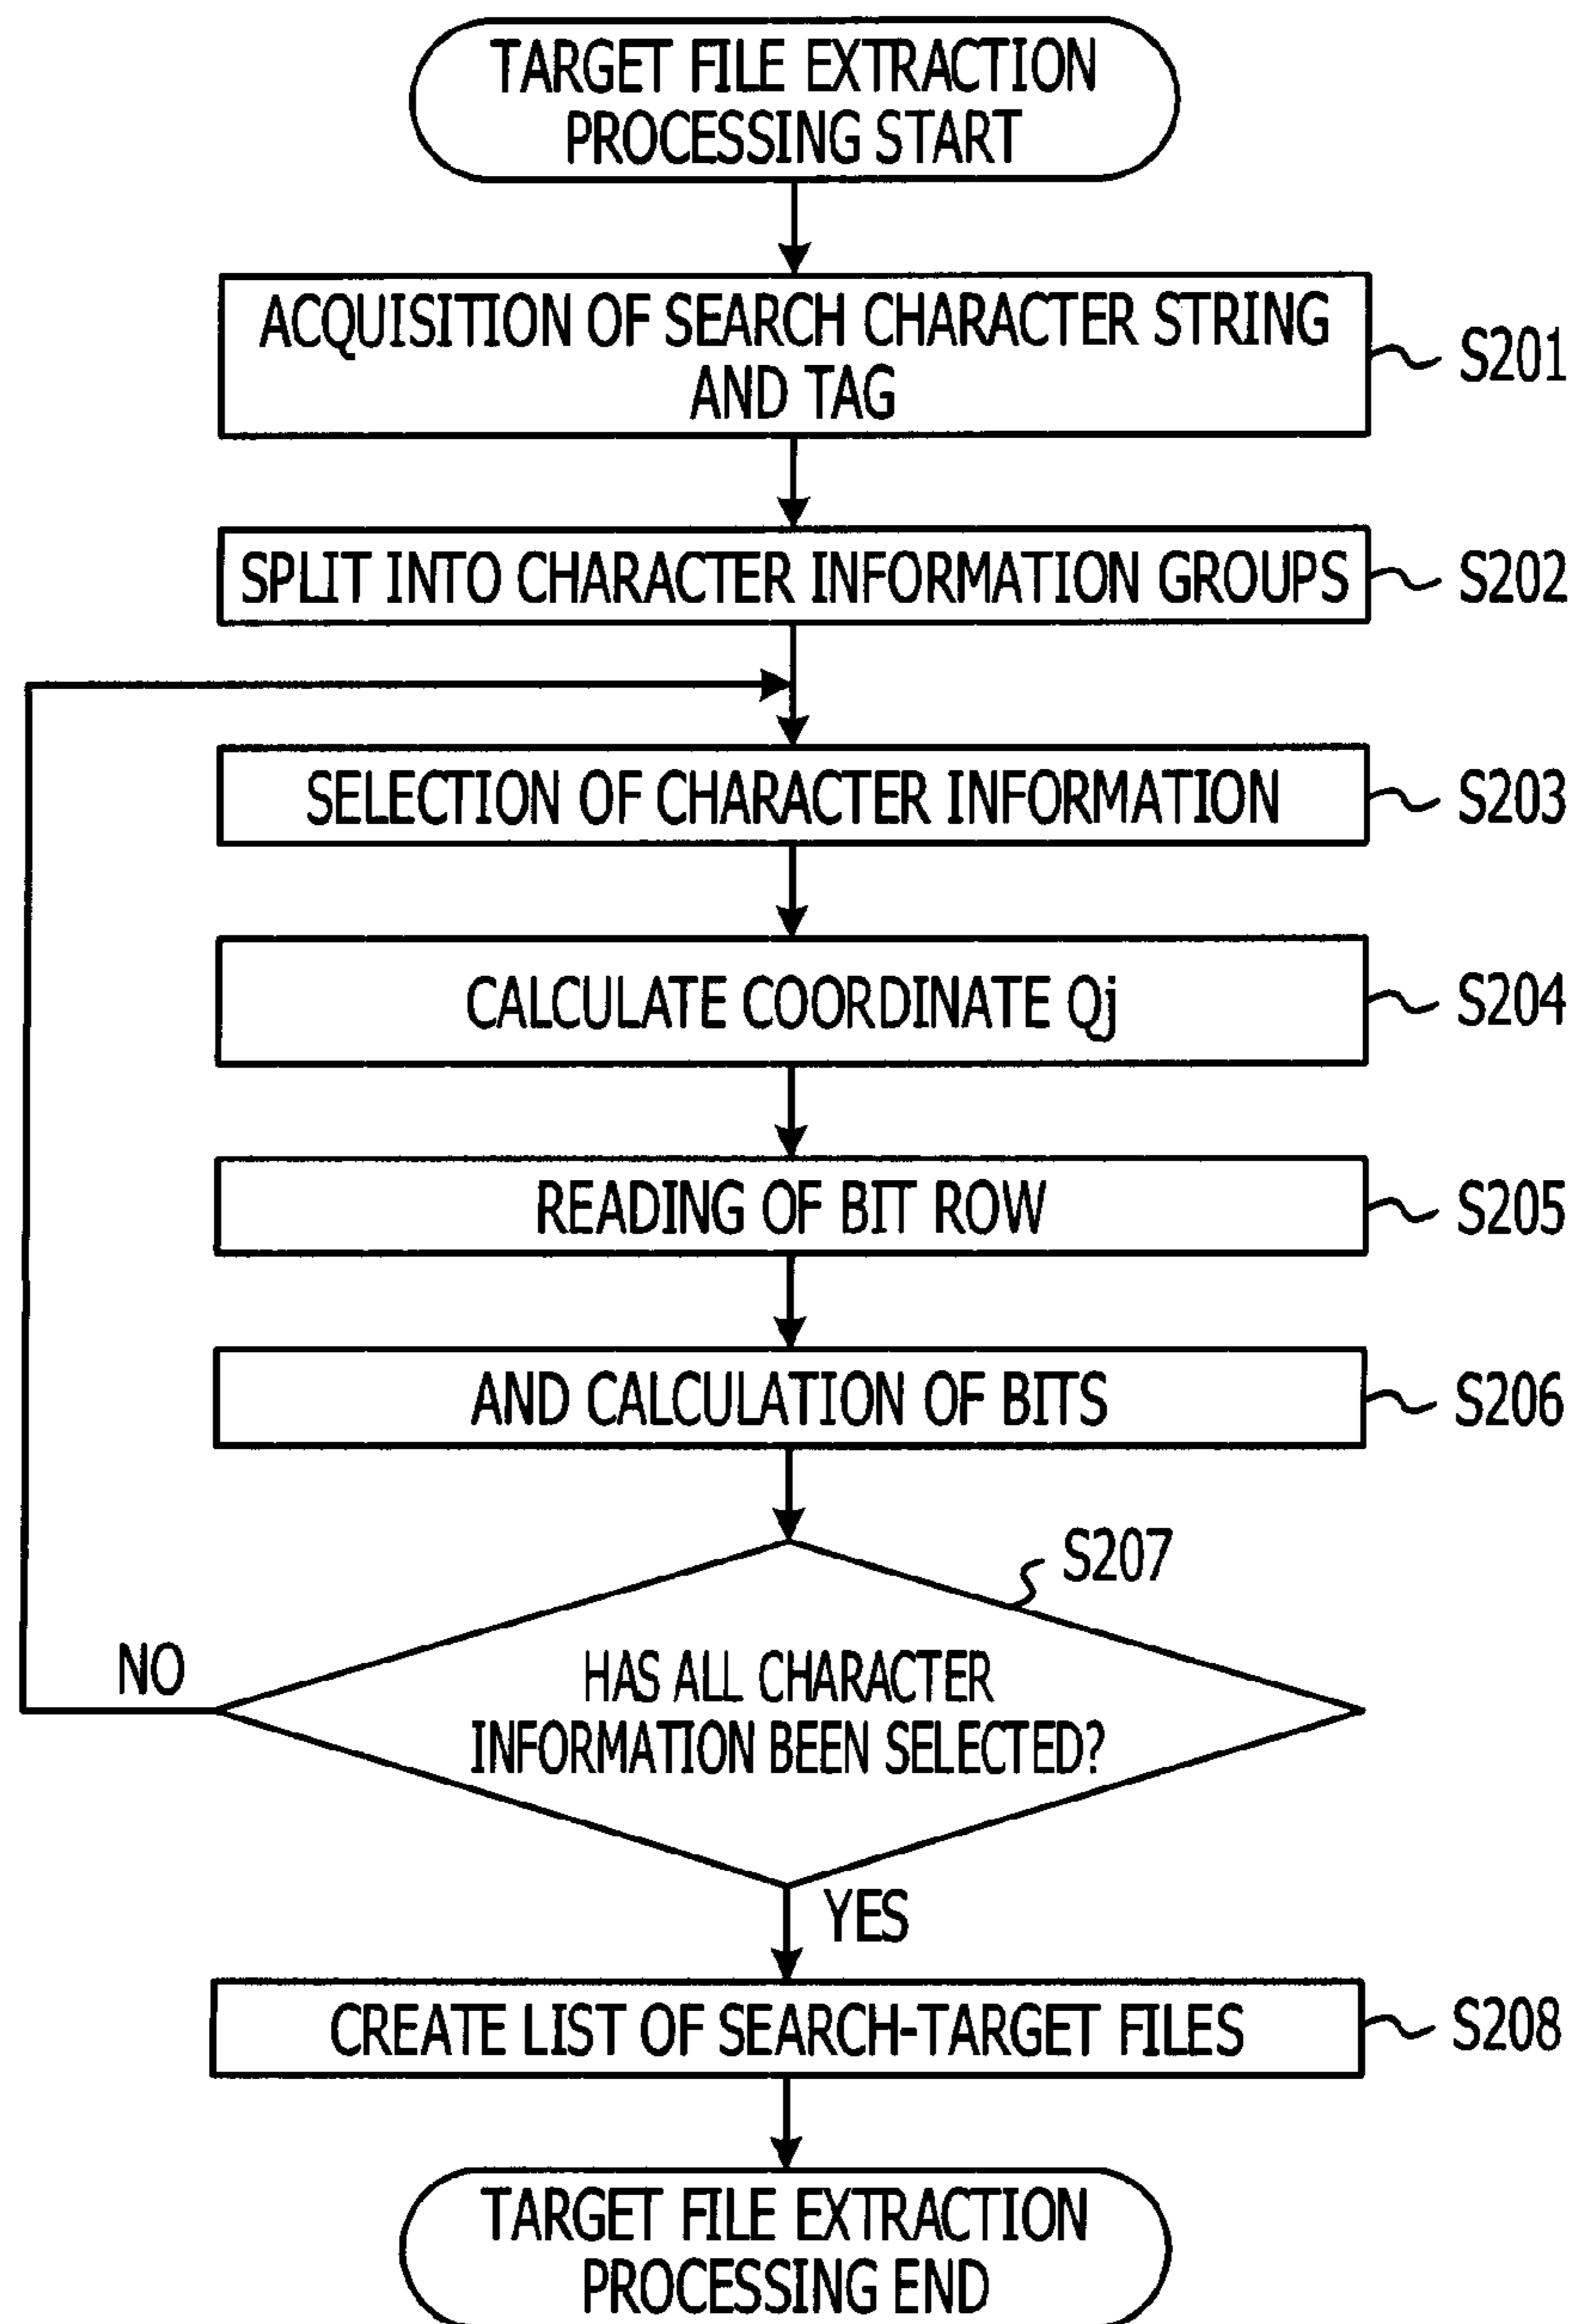 TARGET FILE EXTRACTION
PROCESSING START
ACQUISITION OF SEARCH CHARACTER STRING
AND TAG
S201
SPLIT INTO CHARACTER INFORMATION GROUPS
S202
SELECTION OF CHARACTER INFORMATION
S203
CALCULATE COORDINATE Qj
S204
READING OF BIT ROW
S205
AND CALCULATION OF BITS
S206
S207
HAS ALL CHARACTER
INFORMATION BEEN SELECTED?
NO
YES
CREATE LIST OF SEARCH-TARGET FILES
S208
TARGET FILE EXTRACTION
PROCESSING END